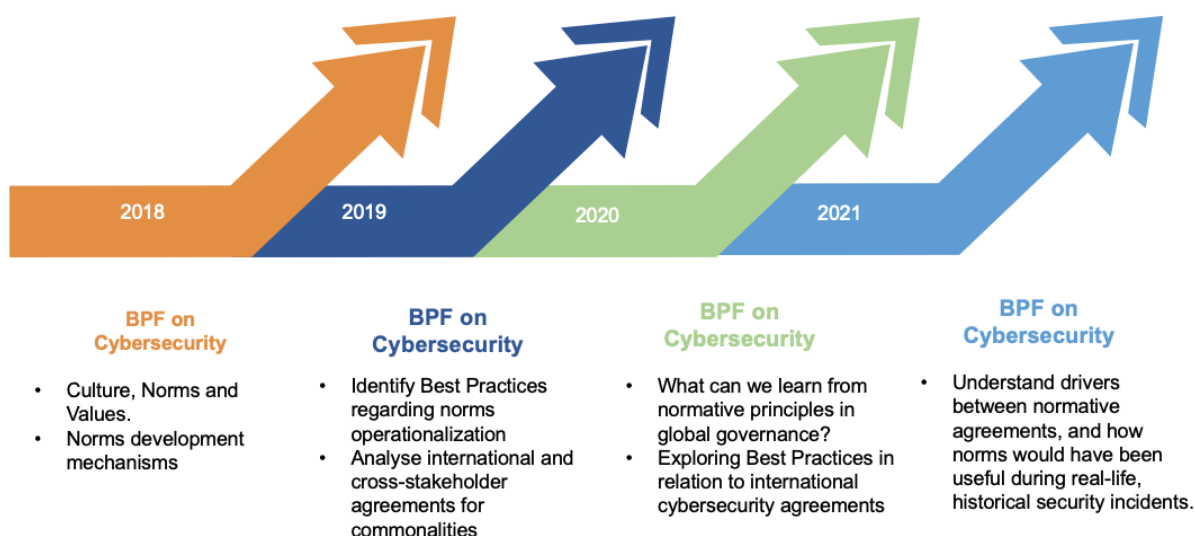 2018
2019
2020
2021
BPF on
Cybersecurity
• Culture, Norms and
Values.
• Norms development
mechanisms
BPF on
Cybersecurity
• Identify Best Practices
regarding norms
operationalization
• Analyse international and
cross-stakeholder
agreements for
commonalities
BPF on
Cybersecurity
• What can we learn from
normative principles in
global governance?
• Exploring Best Practices in
relation to international
cybersecurity agreements
BPF on
Cybersecurity
• Understand drivers
between normative
agreements, and how
norms would have been
useful during real-life,
historical security incidents.